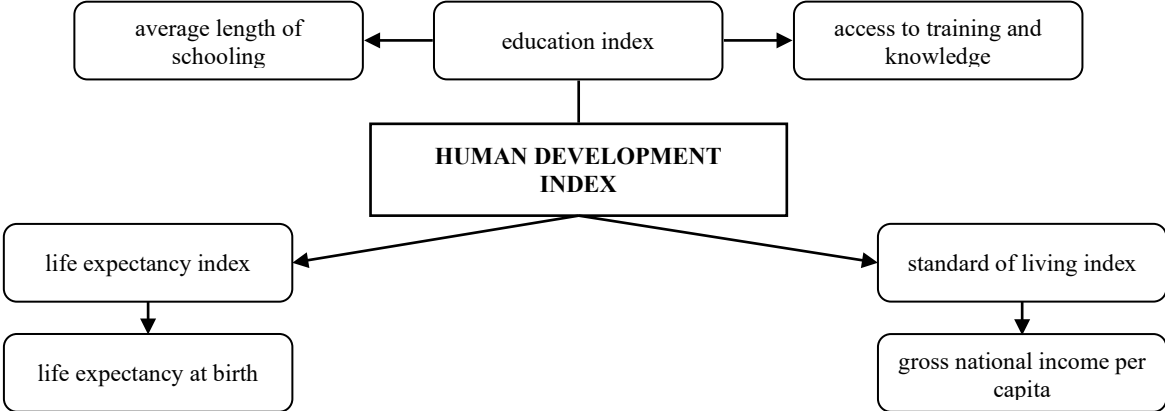 average length of
schooling
education index
access to training and
knowledge
HUMAN DEVELOPMENT
INDEX
life expectancy index
standard of living index
life expectancy at birth
gross national income per
capita